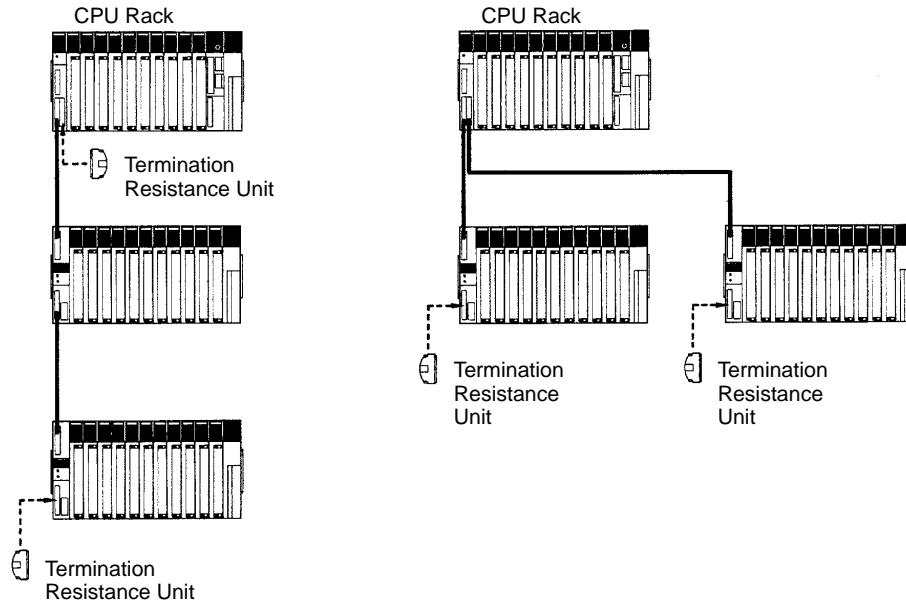 CPU Rack
Termination
Resistance Unit
Termination
Resistance Unit
CPU Rack
Termination
Resistance
Unit
Termination
Resistance
Unit